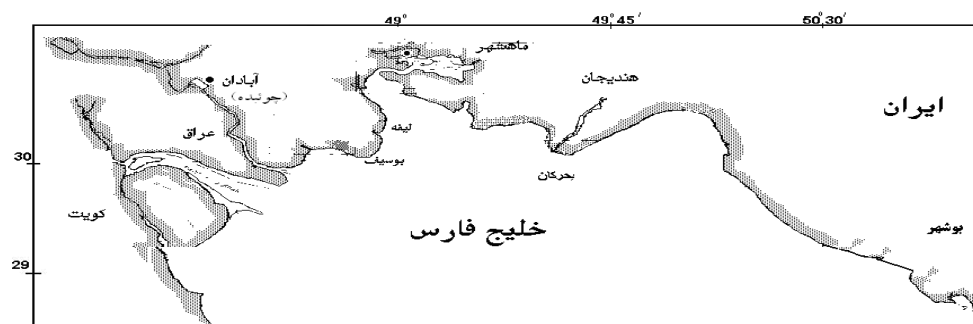 49° 49°45′ 50°30′
ماهشهر
آبادان
(چوئبده)
هندیجان
ایران
لیفه
عراق
بوسیف
30
بحرکان
کویت
خلیج فارس
بوشهر
29